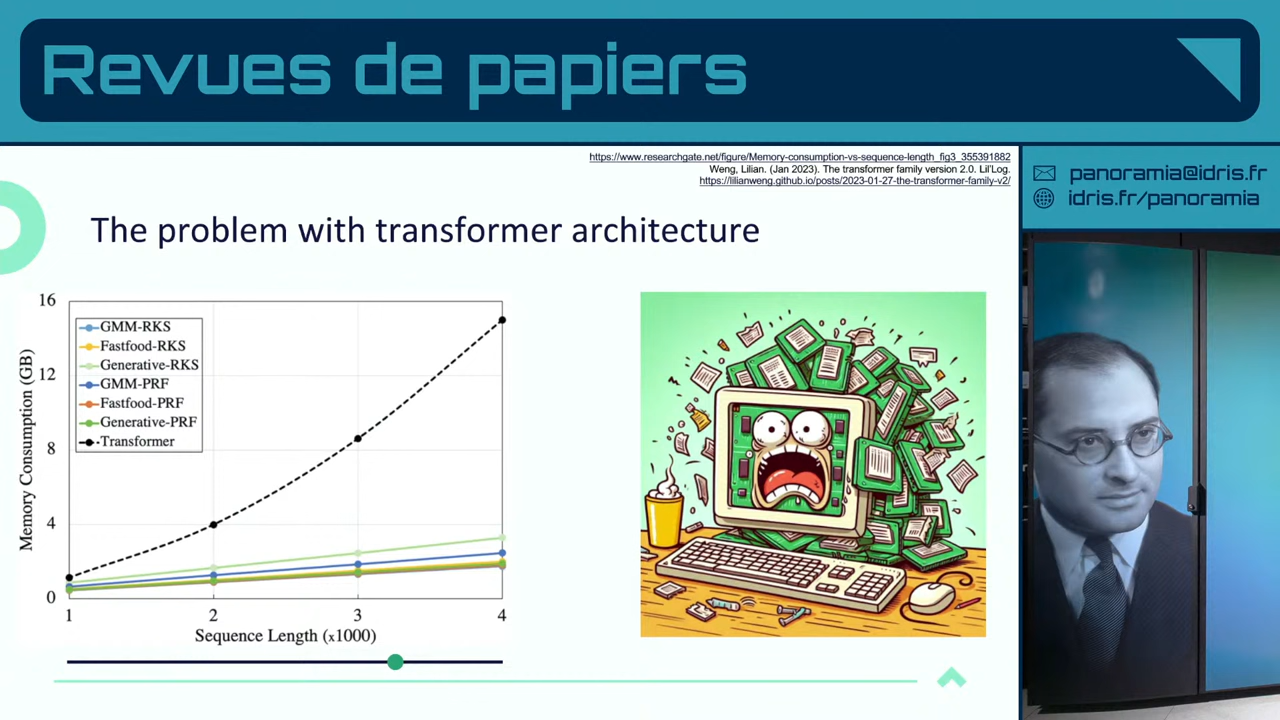 Revues de papiers
https://www.researchgate.net/figure/Memory-consumption-vs-sequence-length_fig3_355391882
Weng, Lilian. (Jan 2023). The transformer family version 2.0. Lil'Log.
https://lilianweng.github.io/posts/2023-01-27-the-transformer-family-v2/
panoramia@idris.fr
idris.fr/panoramia
The problem with transformer architecture
16
12
8
4
0
Memory Consumption (GB)
GMM-RKS
Fastfood-RKS
Generative-RKS
GMM-PRF
Fastfood-PRF
Generative-PRF
Transformer
1 2 3 4
Sequence Length (x1000)